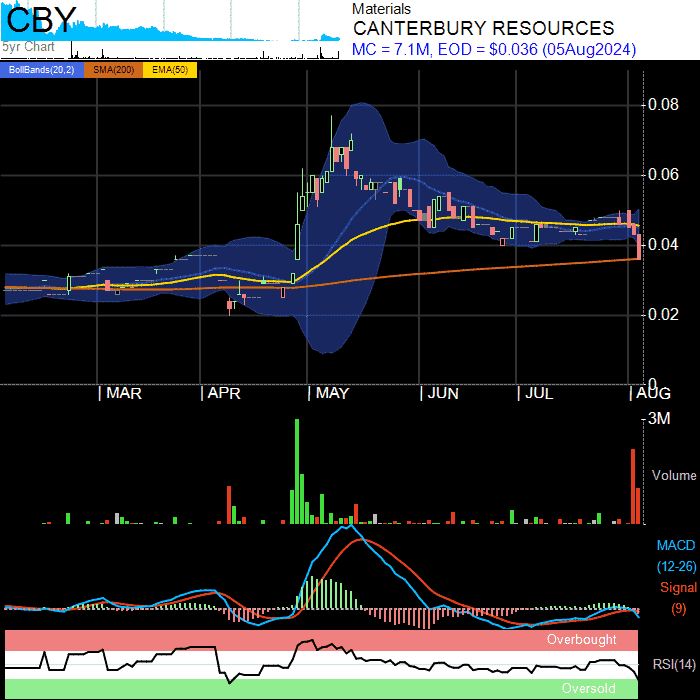 CBY
5yr Chart
Materials
CANTERBURY RESOURCES
MC = 7.1M, EOD = $0.036 (05Aug2024)
BollBands(20,2) SMA(200) EMA(50)
0.08
0.06
0.04
0.02
0
| MAR | APR | MAY | JUN | JUL | AUG
3M
Volume
MACD
(12-26)
Signal
(9)
Overbought
RSI(14)
Oversold